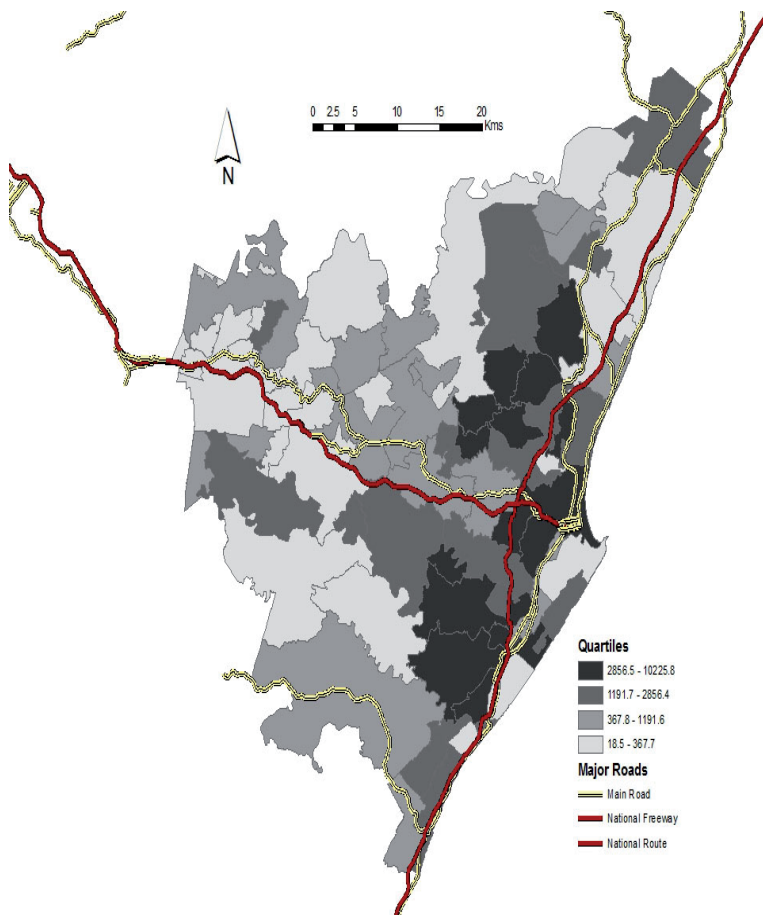 0 2.5 5 10 15 20
Kms
N
Quartiles
2856.5 - 10225.8
1191.7 - 2856.4
367.8 - 1191.6
18.5 - 367.7
Major Roads
Main Road
National Freeway
National Route